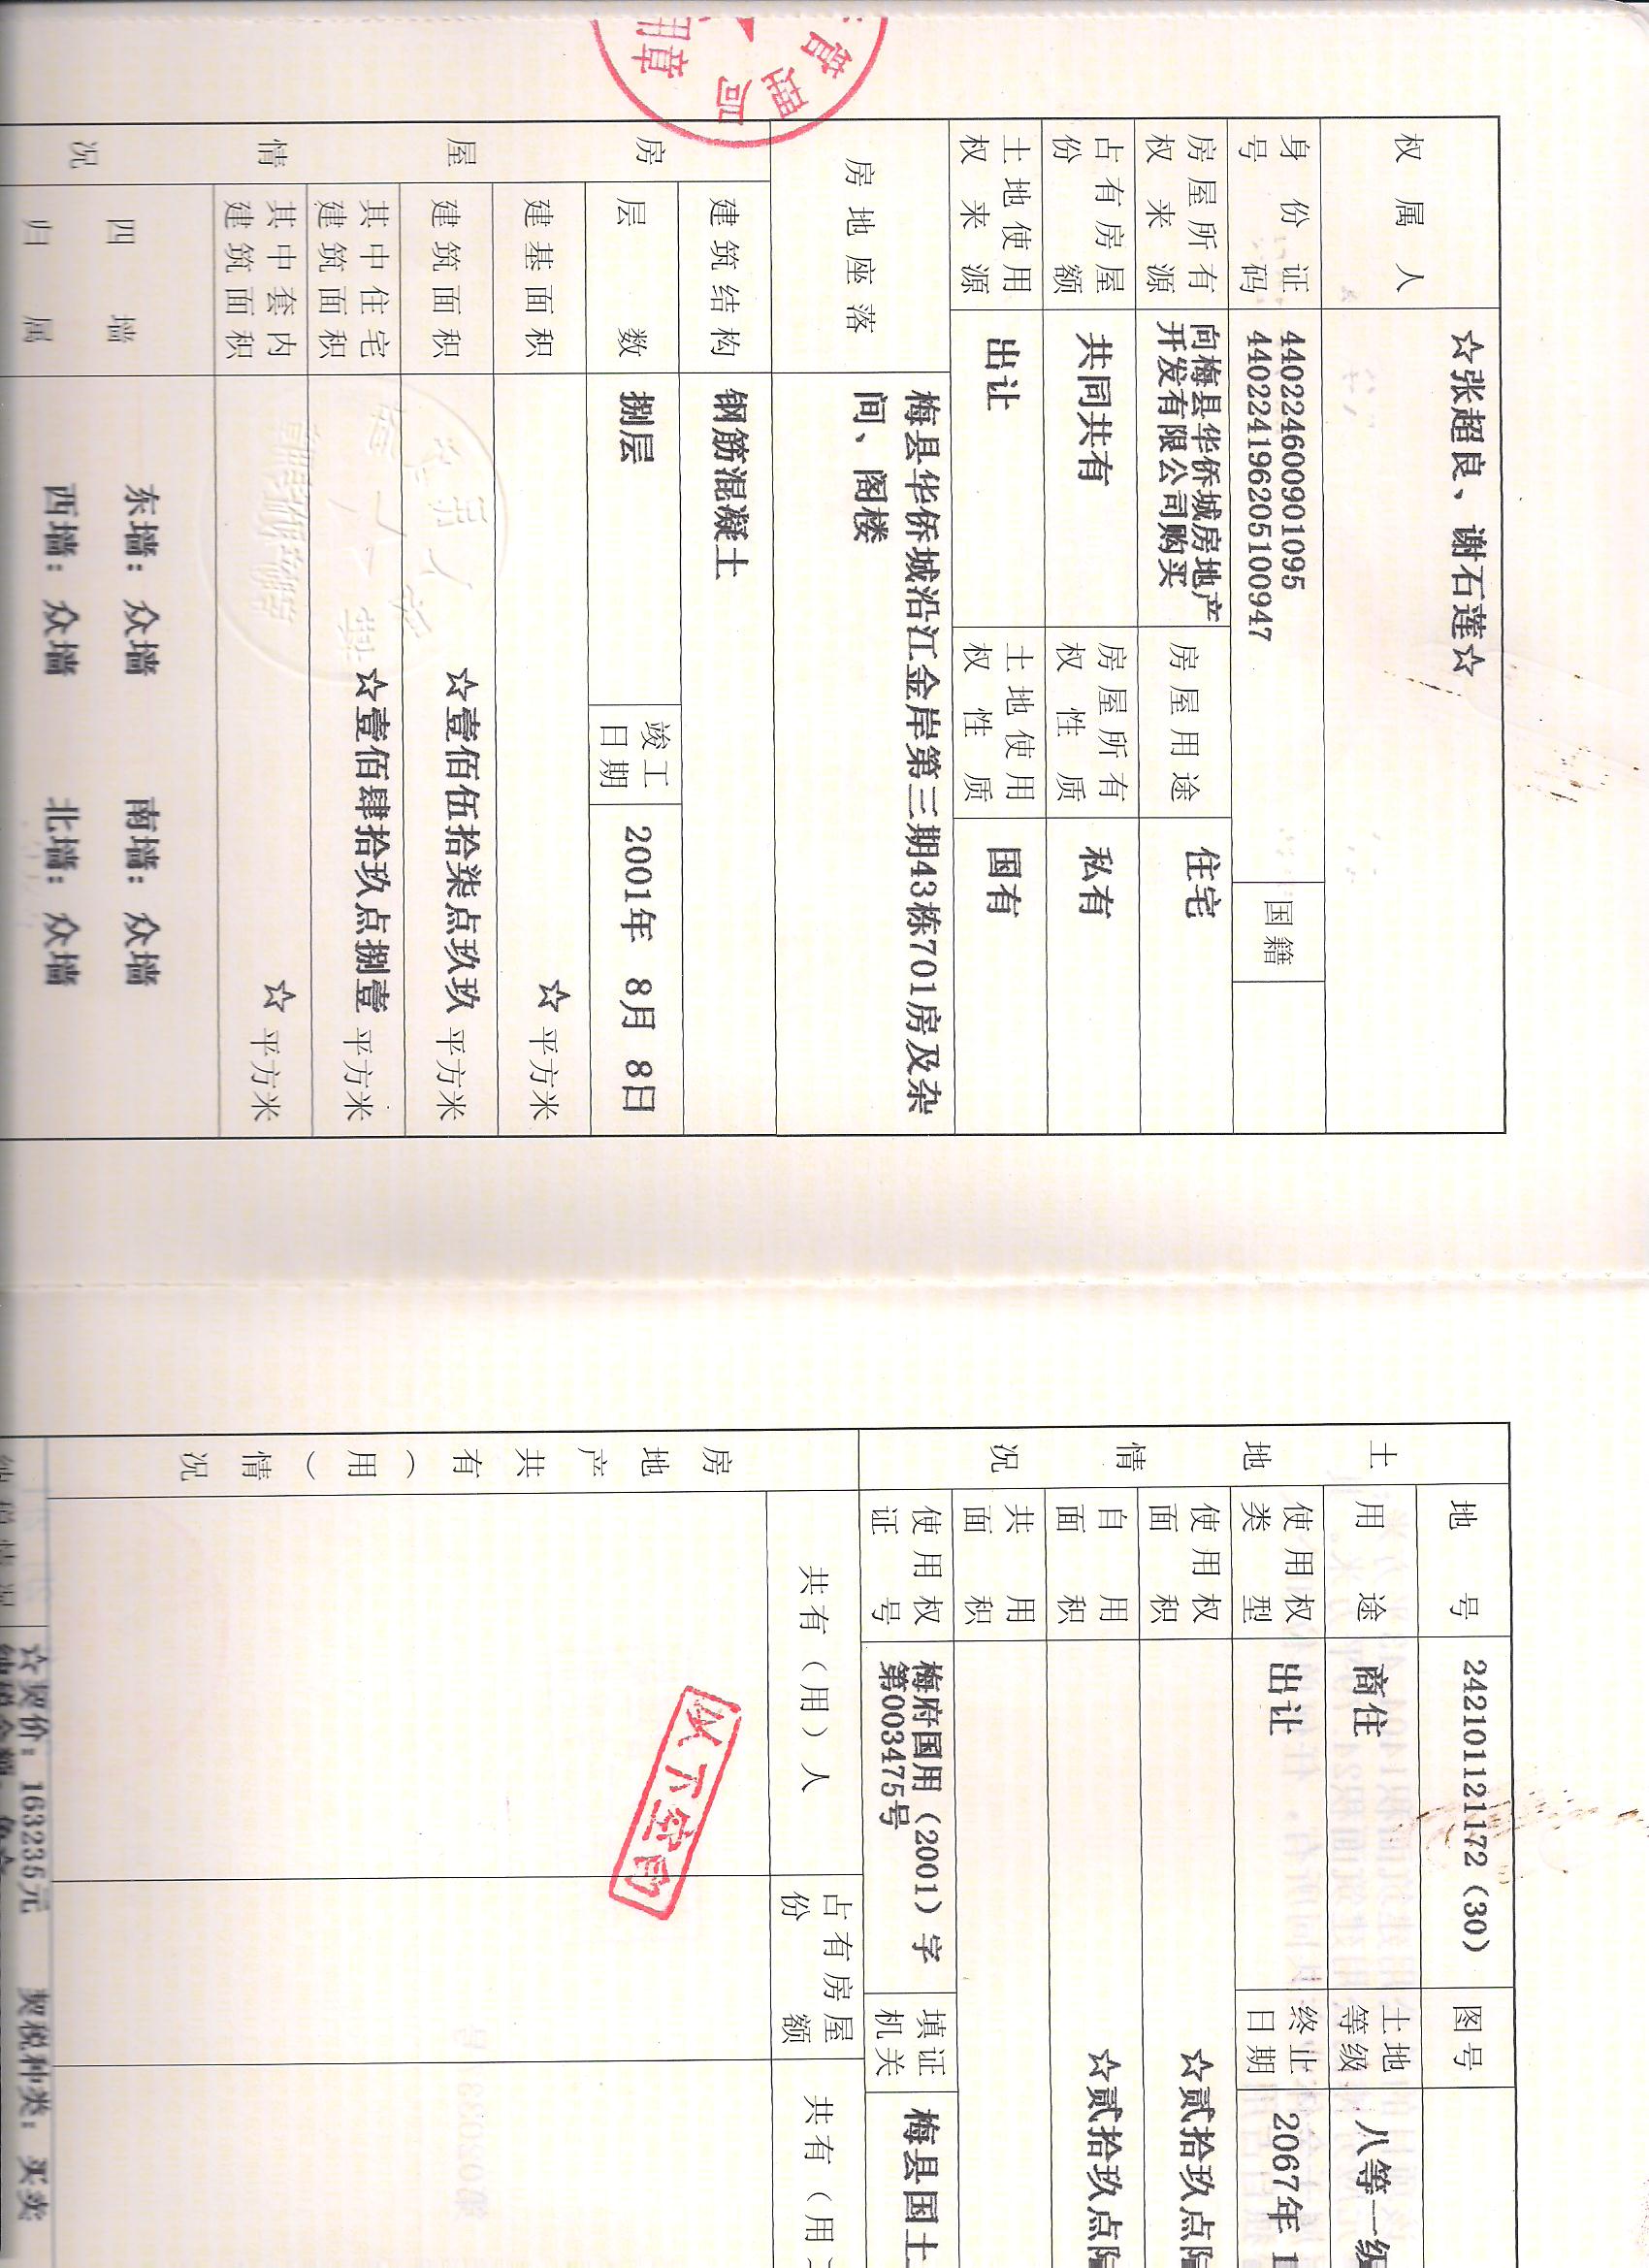 管理
用章
权属人 ☆张超良、谢石莲☆
身份证号码 440224600901095
440224196205100947
国籍
房屋所有权来源 向梅县华侨城房地产
开发有限公司购买
房屋用途 住宅
占有房屋份额 共同共有
房屋所有权性质 私有
土地使用权来源 出让
土地使用权性质 国有
房地座落 梅县华侨城沿江金岸第三期43栋701房及杂
间、阁楼
房屋情况
建筑结构 钢筋混凝土
层数 捌层
竣工日期 2001年 8月 8日
建基面积 ☆平方米
建筑面积 ☆壹佰伍拾柒点玖玖平方米
其中住宅建筑面积 ☆壹佰肆拾玖点捌壹平方米
其中套内建筑面积 ☆平方米
四墙归属 东墙：众墙 南墙：众墙
西墙：众墙 北墙：众墙
土地情况
地号 242101121172（30）
图号
用途 商住
土地等级 八等一级
使用权类型 出让
终止日期 2067年 1
使用权面积 ☆贰拾玖点陆
自用面积 ☆贰拾玖点陆
共用面积
使用权证号 梅府国用（2001）字
第003475号
填证机关 梅县国土
房地产共有（用）情况
共有（用）人
占有房屋份额
共有（用
以下空白
☆契价：163235元 契税种类：买卖